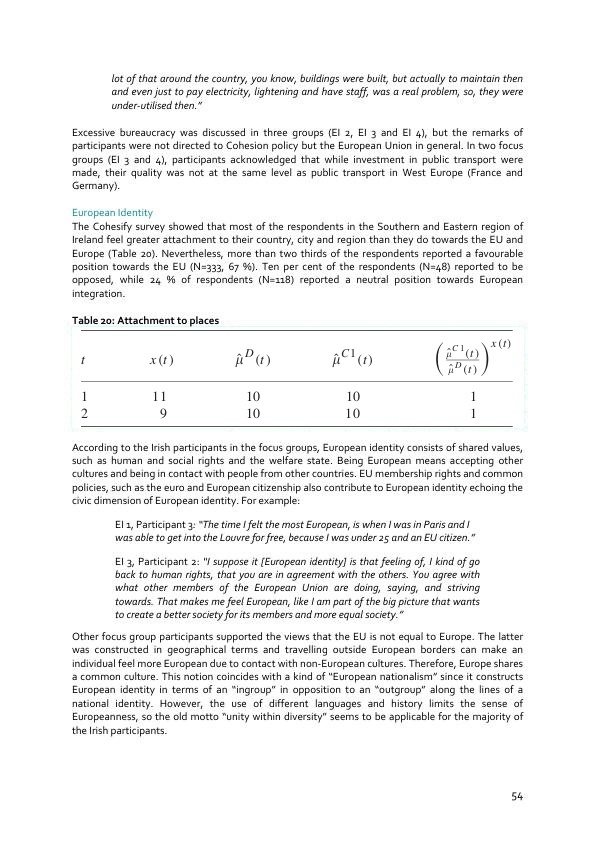 lot of that around the country, you know, buildings were built, but actually to maintain then
and even just to pay electricity, lightening and have staff, was a real problem, so, they were
under-utilised then.”
Excessive bureaucracy was discussed in three groups (EI 2, EI 3 and EI 4), but the remarks of
participants were not directed to Cohesion policy but the European Union in general. In two focus
groups (EI 3 and 4), participants acknowledged that while investment in public transport were
made, their quality was not at the same level as public transport in West Europe (France and
Germany).
European Identity
The Cohesify survey showed that most of the respondents in the Southern and Eastern region of
Ireland feel greater attachment to their country, city and region than they do towards the EU and
Europe (Table 20). Nevertheless, more than two thirds of the respondents reported a favourable
position towards the EU (N=333, 67 %). Ten per cent of the respondents (N=48) reported to be
opposed, while 24 % of respondents (N=118) reported a neutral position towards European
integration.
Table 20: Attachment to places
t x(t) μ̂^D(t) μ̂^C1(t) (μ̂^C1(t)/μ̂^D(t))^x(t)
1 11 10 10 1
2 9 10 10 1
According to the Irish participants in the focus groups, European identity consists of shared values,
such as human and social rights and the welfare state. Being European means accepting other
cultures and being in contact with people from other countries. EU membership rights and common
policies, such as the euro and European citizenship also contribute to European identity echoing the
civic dimension of European identity. For example:
EI 1, Participant 3: “The time I felt the most European, is when I was in Paris and I
was able to get into the Louvre for free, because I was under 25 and an EU citizen.”
EI 3, Participant 2: “I suppose it [European identity] is that feeling of, I kind of go
back to human rights, that you are in agreement with the others. You agree with
what other members of the European Union are doing, saying, and striving
towards. That makes me feel European, like I am part of the big picture that wants
to create a better society for its members and more equal society.”
Other focus group participants supported the views that the EU is not equal to Europe. The latter
was constructed in geographical terms and travelling outside European borders can make an
individual feel more European due to contact with non-European cultures. Therefore, Europe shares
a common culture. This notion coincides with a kind of “European nationalism” since it constructs
European identity in terms of an “ingroup” in opposition to an “outgroup” along the lines of a
national identity. However, the use of different languages and history limits the sense of
Europeanness, so the old motto “unity within diversity” seems to be applicable for the majority of
the Irish participants.
54